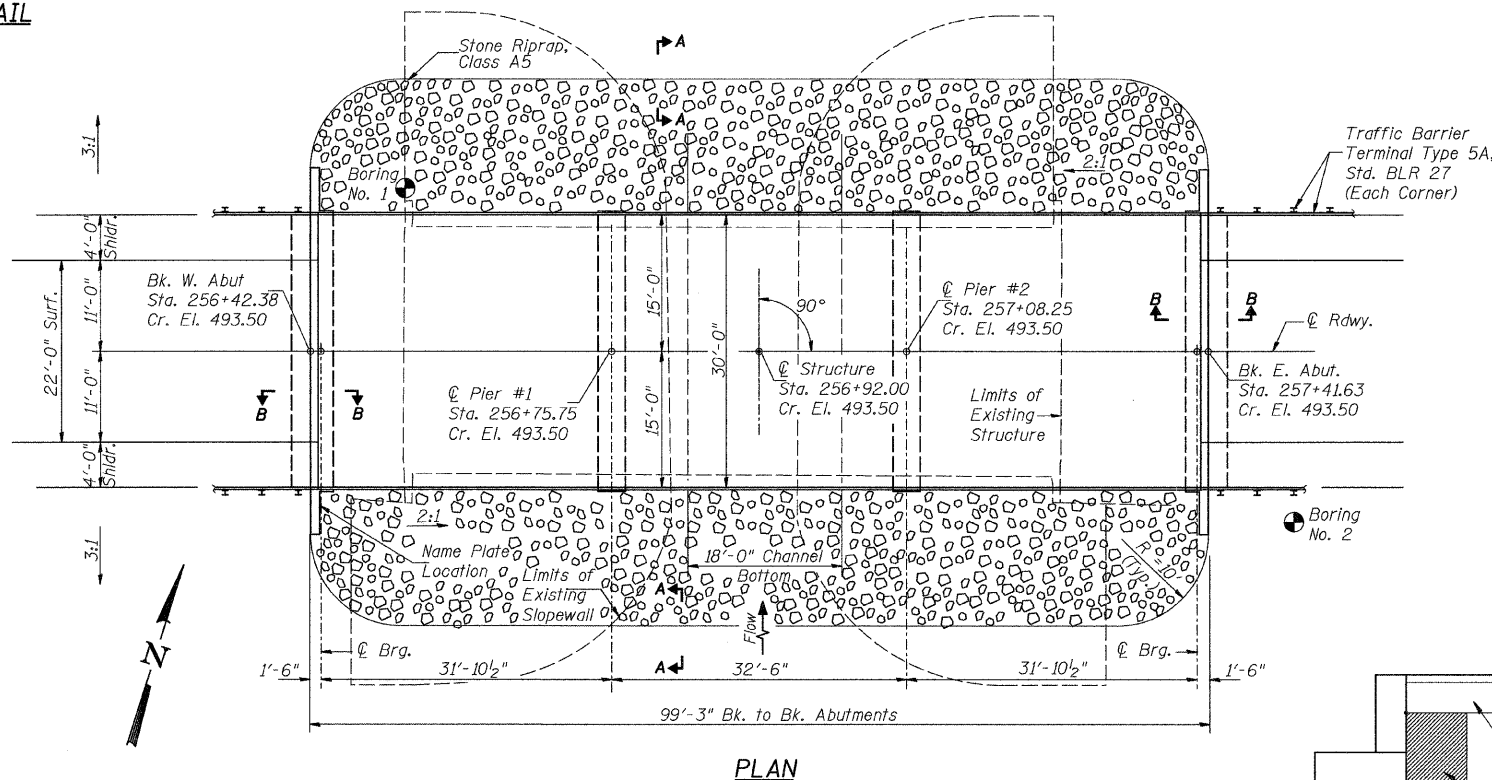 AIL
Stone Riprap,
Class A5
A
A
3:1
Boring
No. 1
2:1
Traffic Barrier
Terminal Type 5A,
Std. BLR 27
(Each Corner)
4'-0"
Shldr.
Bk. W. Abut
Sta. 256+42.38
Cr. El. 493.50
22'-0" Surf.
11'-0"
11'-0"
15'-0"
15'-0"
30'-0"
90°
℄ Pier #2
Sta. 257+08.25
Cr. El. 493.50
B
B
℄ Rdwy.
B
B
℄ Pier #1
Sta. 256+75.75
Cr. El. 493.50
℄ Structure
Sta. 256+92.00
Cr. El. 493.50
Limits of
Existing
Structure
Bk. E. Abut.
Sta. 257+41.63
Cr. El. 493.50
4'-0"
Shldr.
3:1
2:1
Name Plate
Location
Limits of
Existing
Slopewall
18'-0" Channel
Bottom
A
Flow
R = 10'
(Typ.)
Boring
No. 2
N
℄ Brg.
A
℄ Brg.
1'-6"
31'-10½"
32'-6"
31'-10½"
1'-6"
99'-3" Bk. to Bk. Abutments
PLAN